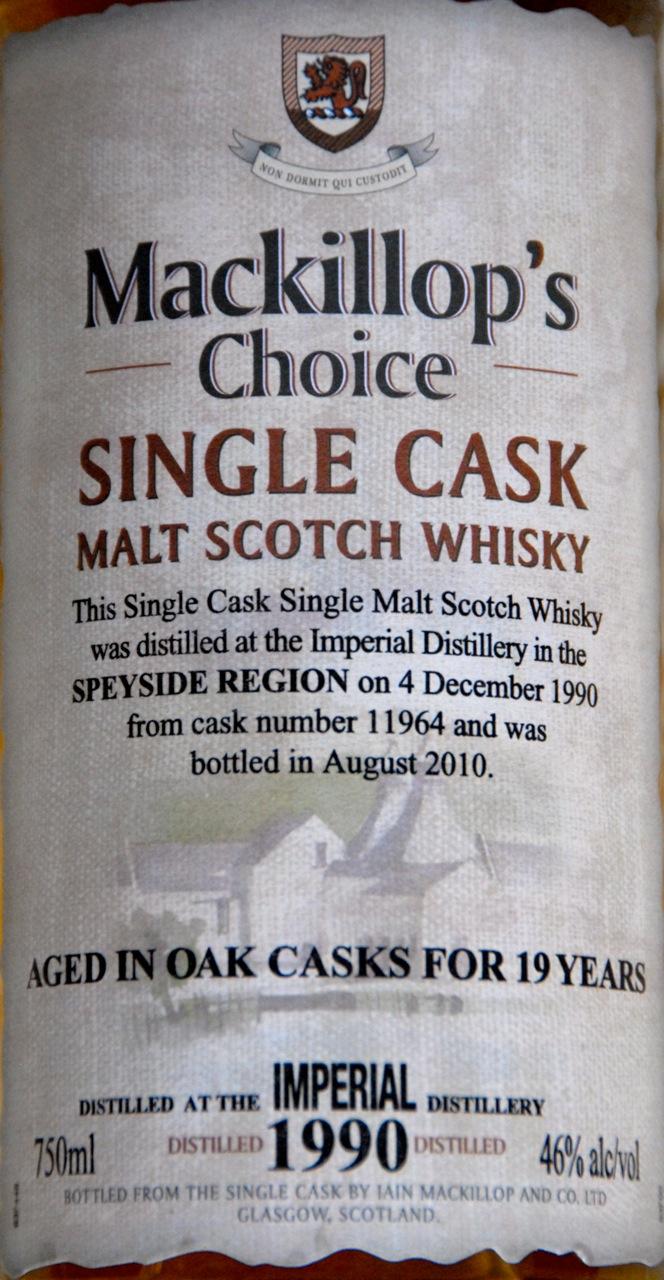 NON DORMIT QUI CUSTODIT
Mackillop's
Choice
SINGLE CASK
MALT SCOTCH WHISKY
This Single Cask Single Malt Scotch Whisky
was distilled at the Imperial Distillery in the
SPEYSIDE REGION on 4 December 1990
from cask number 11964 and was
bottled in August 2010.
AGED IN OAK CASKS FOR 19 YEARS
DISTILLED AT THE IMPERIAL DISTILLERY
750ml DISTILLED 1990 DISTILLED 46% alc/vol
BOTTLED FROM THE SINGLE CASK BY IAIN MACKILLOP AND CO. LTD
GLASGOW, SCOTLAND.